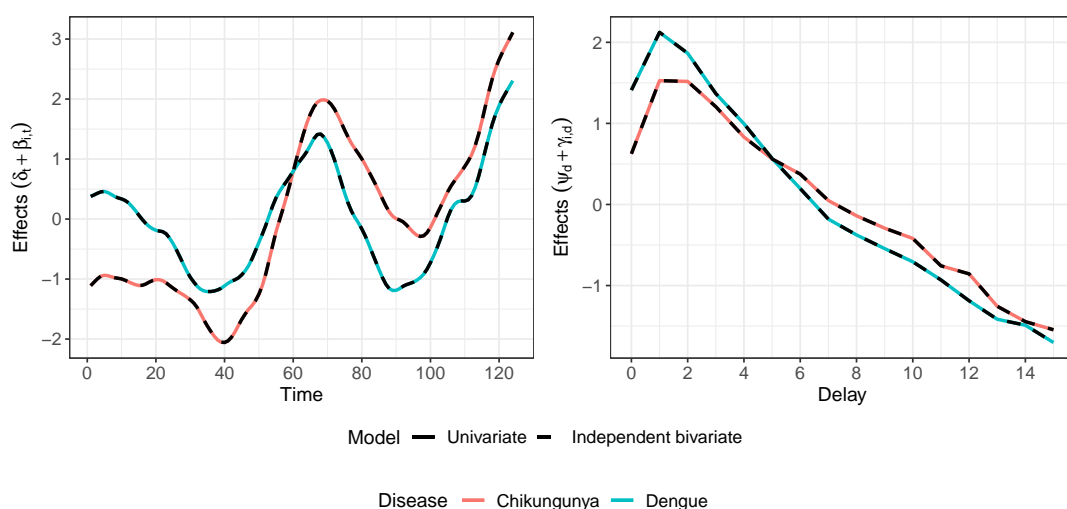 Effects (δt + βi,t)
3
2
1
0
−1
−2
0 20 40 60 80 100 120
Time
Effects (ψd + γi,d)
2
1
0
−1
0 2 4 6 8 10 12 14
Delay
Model Univariate Independent bivariate
Disease Chikungunya Dengue